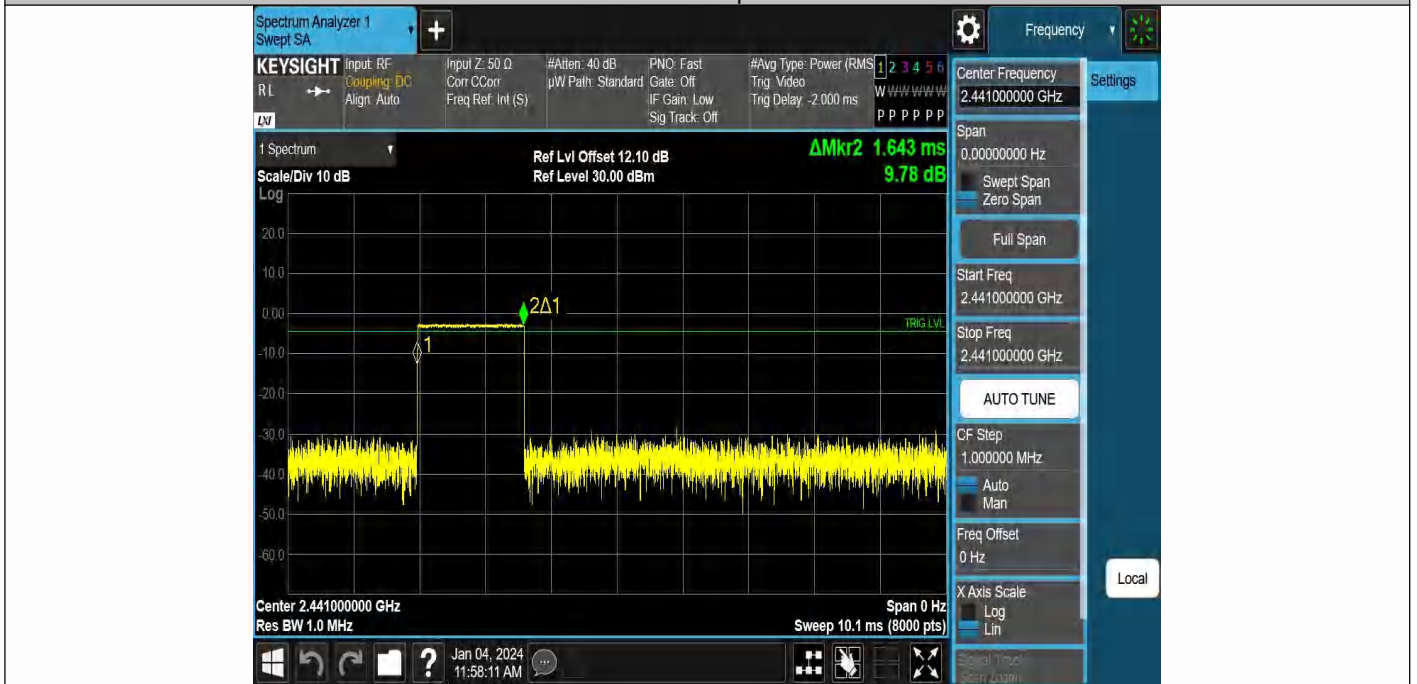 Spectrum Analyzer 1
Swept SA
+
Frequency
KEYSIGHT
RL
LXI
Input: RF
Coupling: DC
Align: Auto
Input Z: 50 Ω
Corr CCorr
Freq Ref: Int (S)
#Atten: 40 dB
µW Path: Standard
PNO: Fast
Gate: Off
IF Gain: Low
Sig Track: Off
#Avg Type: Power (RMS
Trig: Video
Trig Delay: -2.000 ms
1 2 3 4 5 6
W W W W W W
P P P P P P
Center Frequency
2.441000000 GHz
Settings
Span
0.00000000 Hz
Swept Span
Zero Span
Full Span
Start Freq
2.441000000 GHz
Stop Freq
2.441000000 GHz
AUTO TUNE
CF Step
1.000000 MHz
Auto
Man
Freq Offset
0 Hz
X Axis Scale
Log
Lin
Signal Track
Local
1 Spectrum
Scale/Div 10 dB
Ref Lvl Offset 12.10 dB
Ref Level 30.00 dBm
ΔMkr2 1.643 ms
9.78 dB
Log
20.0
10.0
0.00
-10.0
-20.0
-30.0
-40.0
-50.0
-60.0
2Δ1
1
TRIG LVL
Center 2.441000000 GHz
Res BW 1.0 MHz
Span 0 Hz
Sweep 10.1 ms (8000 pts)
?
Jan 04, 2024
11:58:11 AM